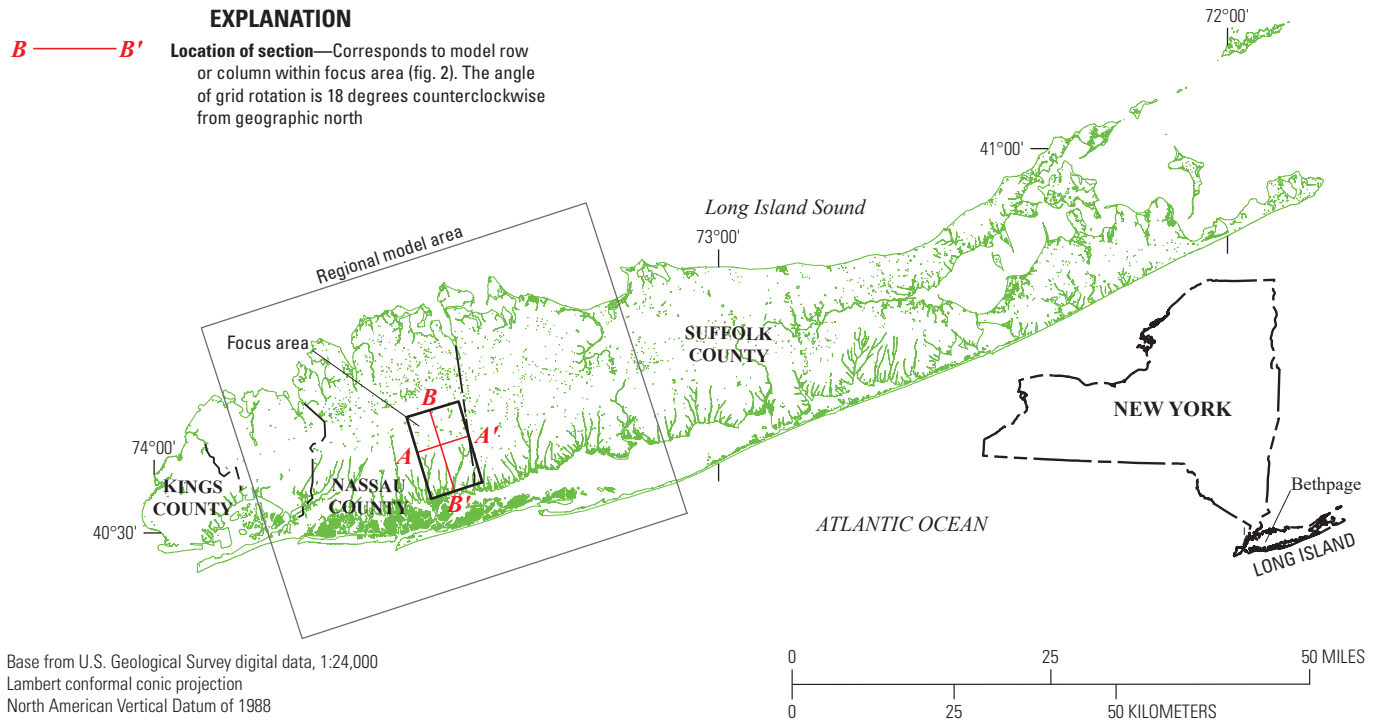 EXPLANATION
B B'
Location of section—Corresponds to model row
or column within focus area (fig. 2). The angle
of grid rotation is 18 degrees counterclockwise
from geographic north
72°00'
41°00'
Long Island Sound
73°00'
Regional model area
Focus area
SUFFOLK
COUNTY
B
A'
A
B'
74°00'
KINGS
COUNTY
NASSAU
COUNTY
40°30'
ATLANTIC OCEAN
NEW YORK
Bethpage
LONG ISLAND
Base from U.S. Geological Survey digital data, 1:24,000
Lambert conformal conic projection
North American Vertical Datum of 1988
0 25 50 MILES
0 25 50 KILOMETERS